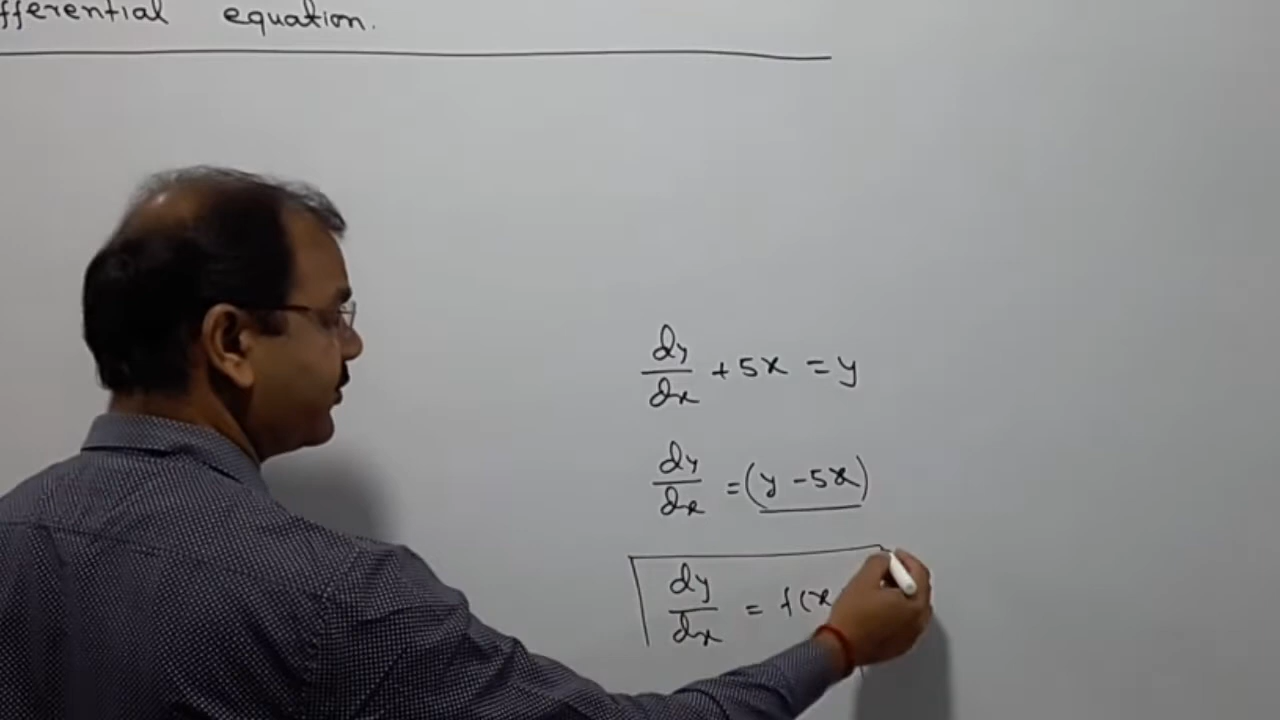 fferential equation.
dy/dx + 5x = y
dy/dx = (y - 5x)
dy/dx = f(x